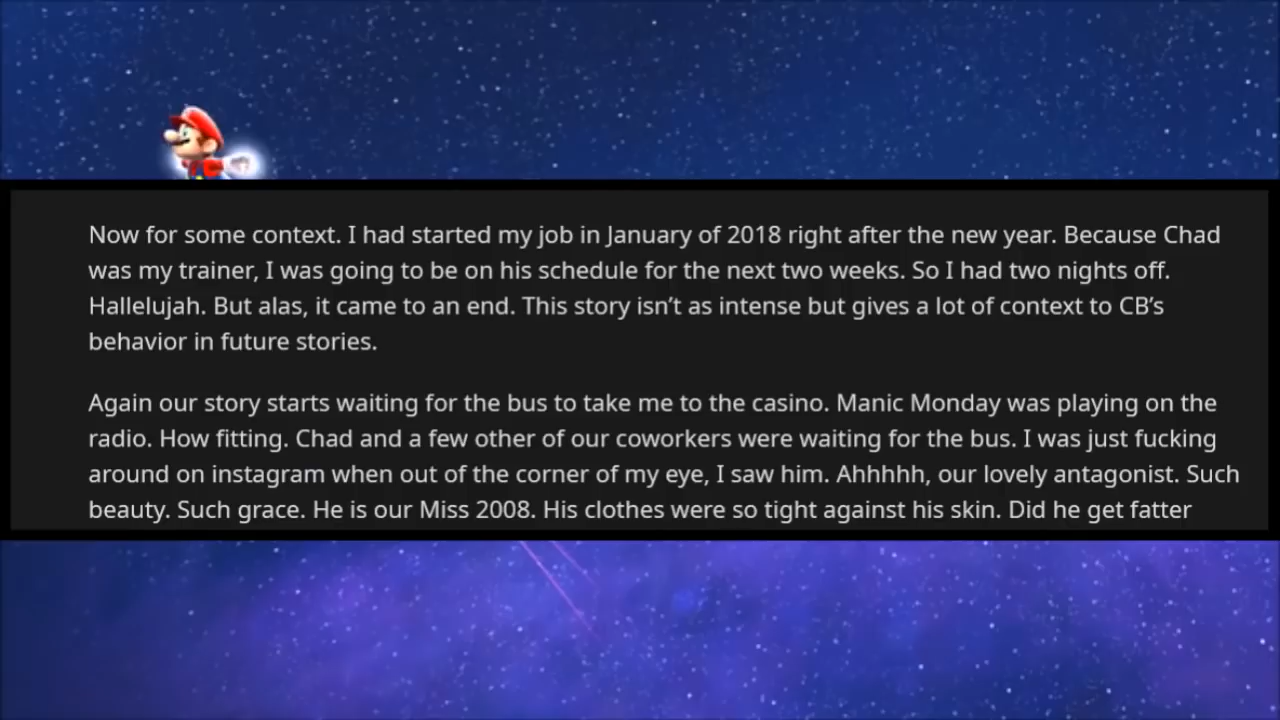 Now for some context. I had started my job in January of 2018 right after the new year. Because Chad
was my trainer, I was going to be on his schedule for the next two weeks. So I had two nights off.
Hallelujah. But alas, it came to an end. This story isn’t as intense but gives a lot of context to CB’s
behavior in future stories.
Again our story starts waiting for the bus to take me to the casino. Manic Monday was playing on the
radio. How fitting. Chad and a few other of our coworkers were waiting for the bus. I was just fucking
around on instagram when out of the corner of my eye, I saw him. Ahhhhh, our lovely antagonist. Such
beauty. Such grace. He is our Miss 2008. His clothes were so tight against his skin. Did he get fatter